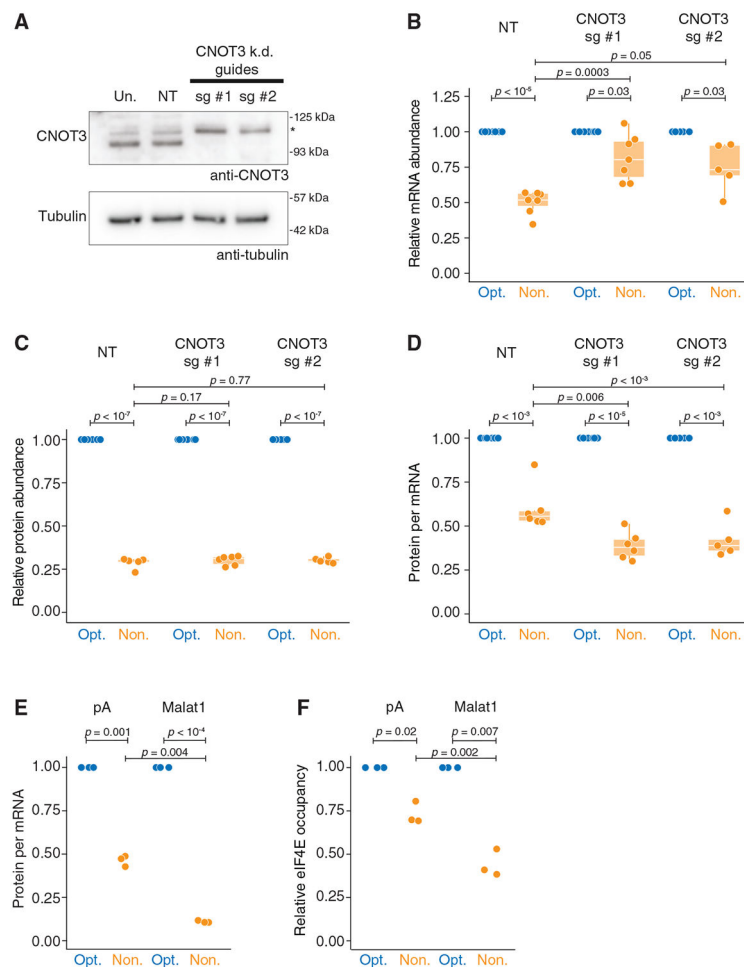 A
CNOT3 k.d.
guides
Un. NT sg #1 sg #2
-125 kDa
*
CNOT3
-93 kDa
anti-CNOT3
-57 kDa
Tubulin
-42 kDa
anti-tubulin
B
NT CNOT3 sg #1 CNOT3 sg #2
p = 0.05
p = 0.0003
p < 10-5 p = 0.03 p = 0.03
Relative mRNA abundance
1.25
1.00
0.75
0.50
0.25
0.00
Opt. Non. Opt. Non. Opt. Non.
C
NT CNOT3 sg #1 CNOT3 sg #2
p = 0.77
p = 0.17
p < 10-7 p < 10-7 p < 10-7
Relative protein abundance
1.00
0.75
0.50
0.25
0.00
Opt. Non. Opt. Non. Opt. Non.
D
NT CNOT3 sg #1 CNOT3 sg #2
p < 10-3
p = 0.006
p < 10-3 p < 10-5 p < 10-3
Protein per mRNA
1.00
0.75
0.50
0.25
0.00
Opt. Non. Opt. Non. Opt. Non.
E
pA Malat1
p = 0.001 p < 10-4
p = 0.004
Protein per mRNA
1.00
0.75
0.50
0.25
0.00
Opt. Non. Opt. Non.
F
pA Malat1
p = 0.02 p = 0.007
p = 0.002
Relative eIF4E occupancy
1.00
0.75
0.50
0.25
0.00
Opt. Non. Opt. Non.